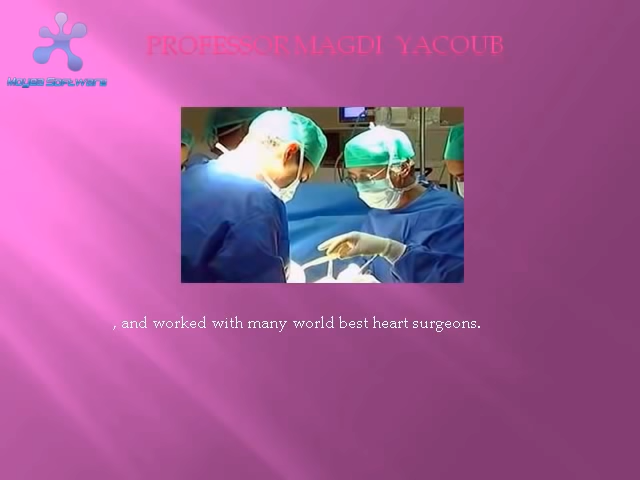 PROFESSOR MAGDI YACOUB
, and worked with many world best heart surgeons.